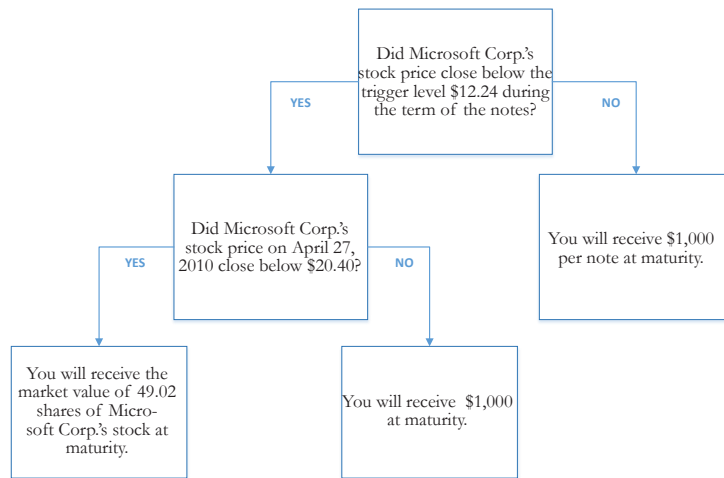 Did Microsoft Corp.'s
stock price close below the
trigger level $12.24 during
the term of the notes?
YES
NO
Did Microsoft Corp.'s
stock price on April 27,
2010 close below $20.40?
You will receive $1,000
per note at maturity.
YES
NO
You will receive the
market value of 49.02
shares of Micro-
soft Corp.'s stock at
maturity.
You will receive $1,000
at maturity.